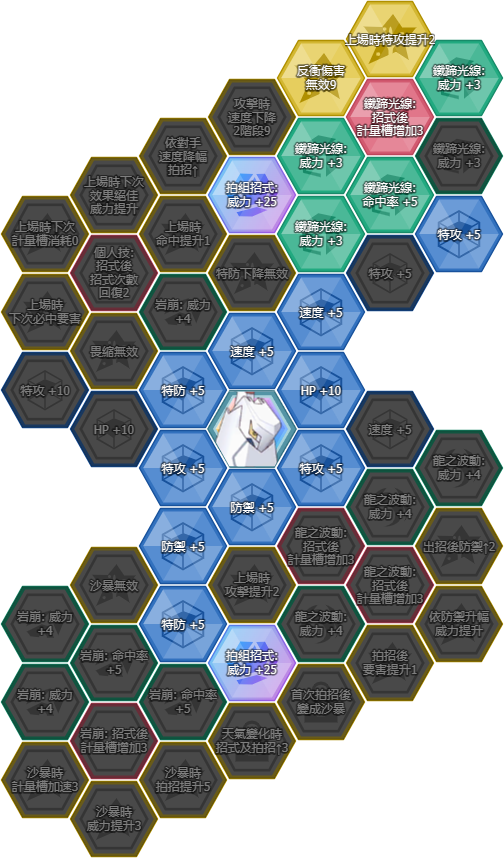 上場時特攻提升2
反衡傷害
無效9
鐵蹄光線:
威力 +3
攻擊時
速度下降
2階段9
鐵蹄光線:
招式後
計量槽增加3
依對手
速度降幅
拍招↑
鐵蹄光線:
威力 +3
鐵蹄光線:
威力 +3
上場時下次
效果絕佳
威力提升
拍組招式:
威力 +25
鐵蹄光線:
命中率 +5
上場時下次
計量槽消耗0
上場時
命中提升1
鐵蹄光線:
威力 +3
特攻 +5
個人技:
招式後
招式次數
回復2
特防下降無效
特攻 +5
上場時
下次必中要害
岩崩: 威力
+4
速度 +5
畏縮無效
速度 +5
特攻 +10
特防 +5
HP +10
HP +10
速度 +5
特攻 +5
特攻 +5
龍之波動:
威力 +4
防禦 +5
龍之波動:
威力 +4
防禦 +5
龍之波動:
招式後
計量槽增加3
出招後防禦↑2
沙暴無效
上場時
攻擊提升2
龍之波動:
招式後
計量槽增加3
岩崩: 威力
+4
特防 +5
龍之波動:
威力 +4
依防禦升幅
威力提升
岩崩: 命中率
+5
拍組招式:
威力 +25
拍招後
要害提升1
岩崩: 威力
+4
岩崩: 命中率
+5
首次拍招後
變成沙暴
岩崩: 招式後
計量槽增加3
天氣變化時
招式及拍招↑3
沙暴時
計量槽加速3
沙暴時
拍招提升5
沙暴時
威力提升3